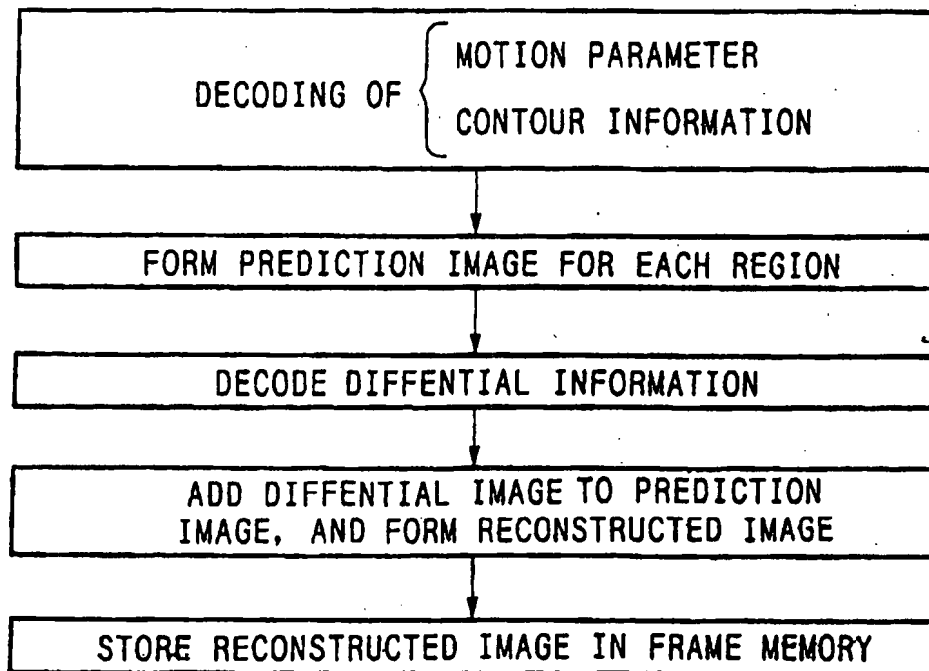 DECODING OF
MOTION PARAMETER
CONTOUR INFORMATION
FORM PREDICTION IMAGE FOR EACH REGION
DECODE DIFFENTIAL INFORMATION
ADD DIFFENTIAL IMAGE TO PREDICTION
IMAGE, AND FORM RECONSTRUCTED IMAGE
STORE RECONSTRUCTED IMAGE IN FRAME MEMORY